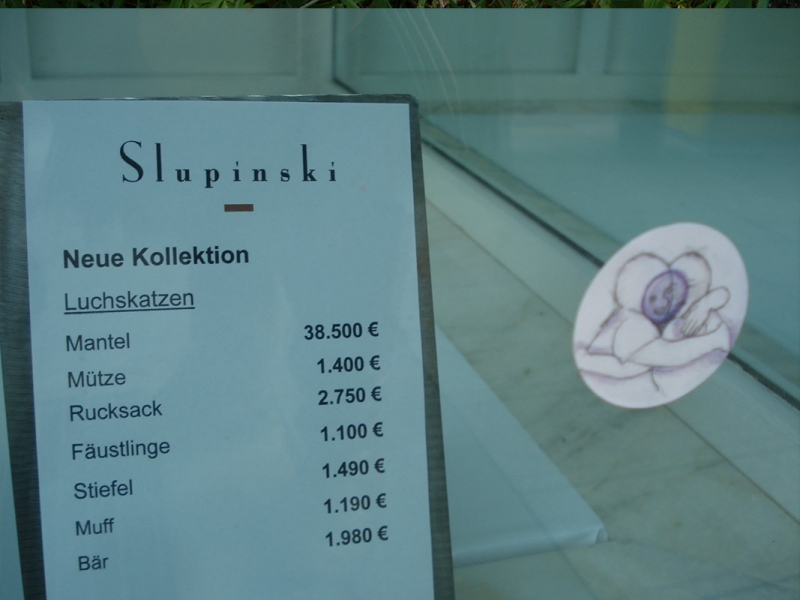 Slupinski
Neue Kollektion
Luchskatzen
Mantel 38.500 €
Mütze 1.400 €
Rucksack 2.750 €
Fäustlinge 1.100 €
Stiefel 1.490 €
Muff 1.190 €
Bär 1.980 €